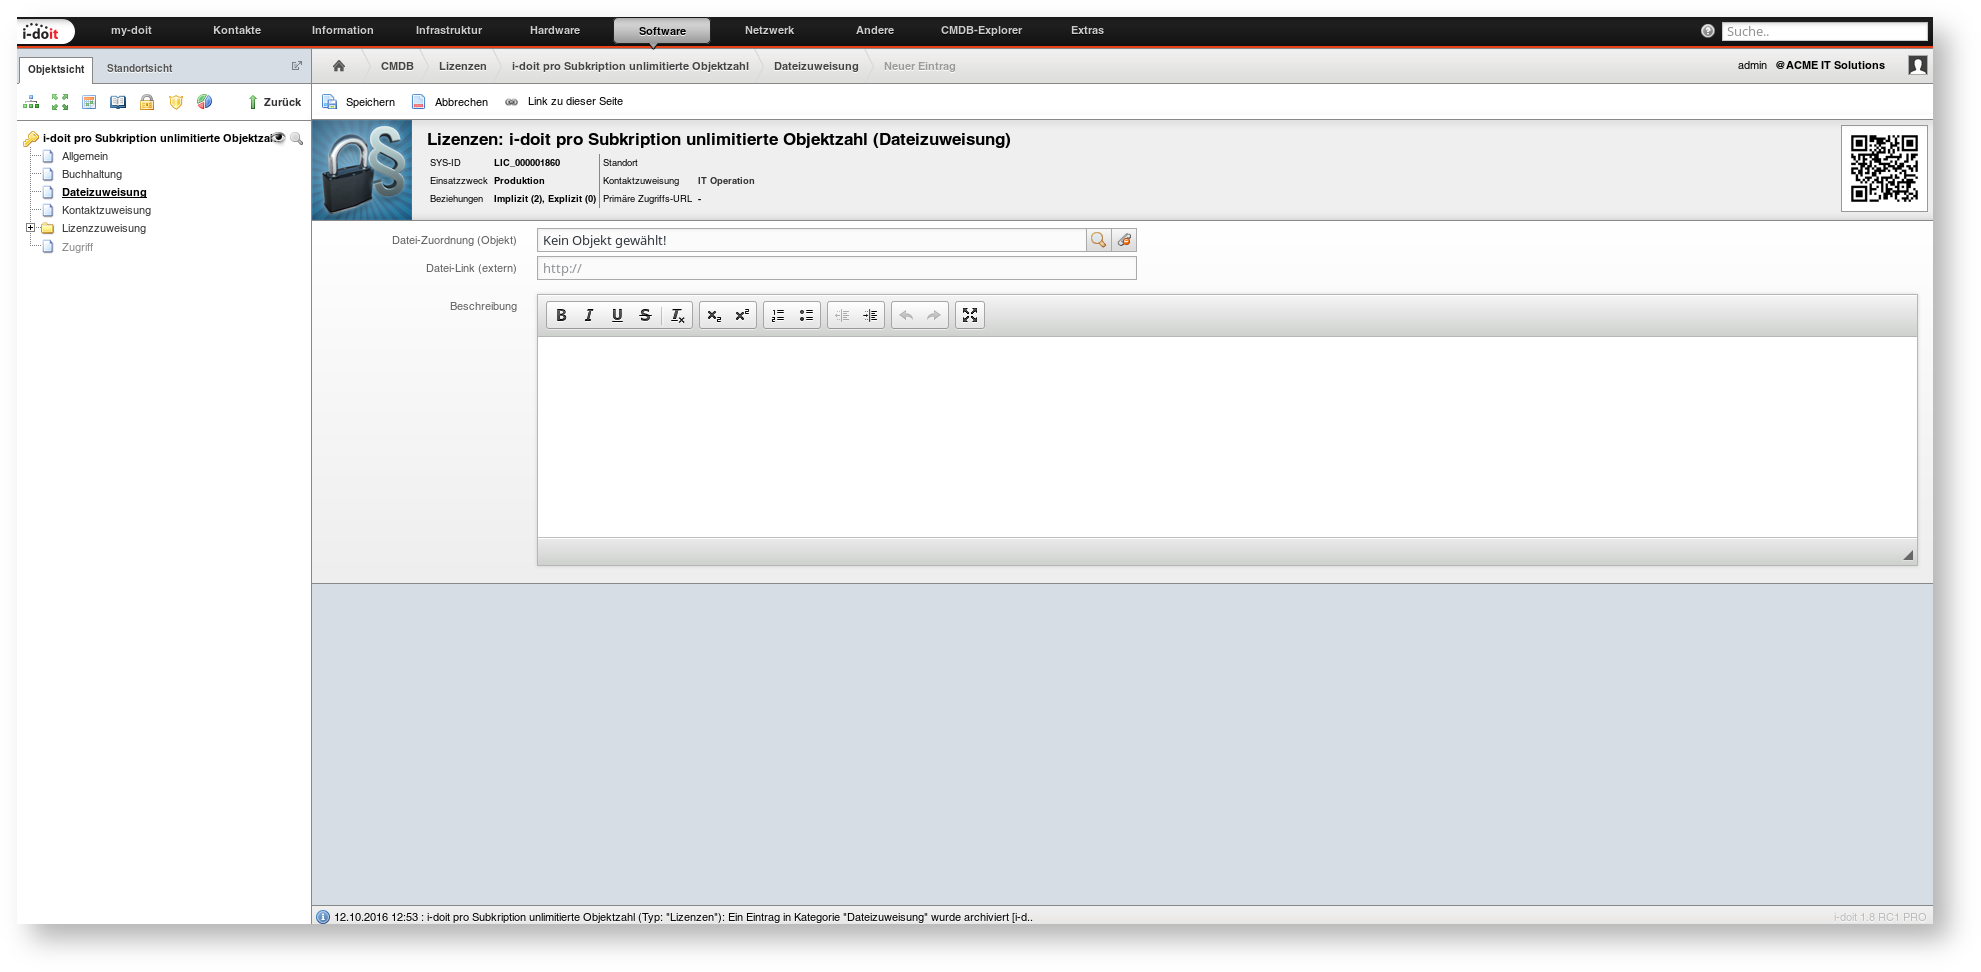 i-doit
my-doit
Kontakte
Information
Infrastruktur
Hardware
Software
Netzwerk
Andere
CMDB-Explorer
Extras
Suche..
Objektsicht
Standortsicht
CMDB
Lizenzen
i-doit pro Subkription unlimitierte Objektzahl
Dateizuweisung
Neuer Eintrag
admin @ACME IT Solutions
Zurück
Speichern
Abbrechen
Link zu dieser Seite
i-doit pro Subkription unlimitierte Objektzal
Allgemein
Buchhaltung
Dateizuweisung
Kontaktzuweisung
Lizenzzuweisung
Zugriff
Lizenzen: i-doit pro Subkription unlimitierte Objektzahl (Dateizuweisung)
SYS-ID LIC_000001860 Standort
Einsatzzweck Produktion Kontaktzuweisung IT Operation
Beziehungen Implizit (2), Explizit (0) Primäre Zugriffs-URL -
Datei-Zuordnung (Objekt) Kein Objekt gewählt!
Datei-Link (extern) http://
Beschreibung
12.10.2016 12:53 : i-doit pro Subkription unlimitierte Objektzahl (Typ: "Lizenzen"): Ein Eintrag in Kategorie "Dateizuweisung" wurde archiviert [i-d..
i-doit 1.8 RC1 PRO